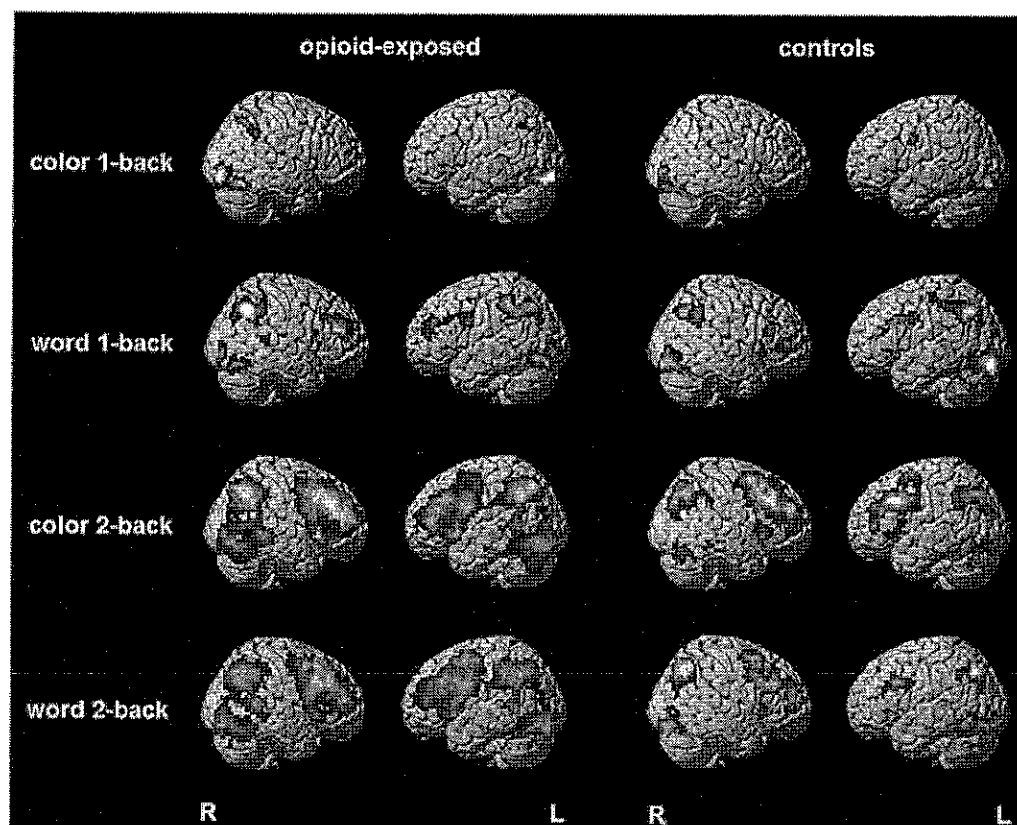 opioid-exposed controls
color 1-back
word 1-back
color 2-back
word 2-back
R L R L